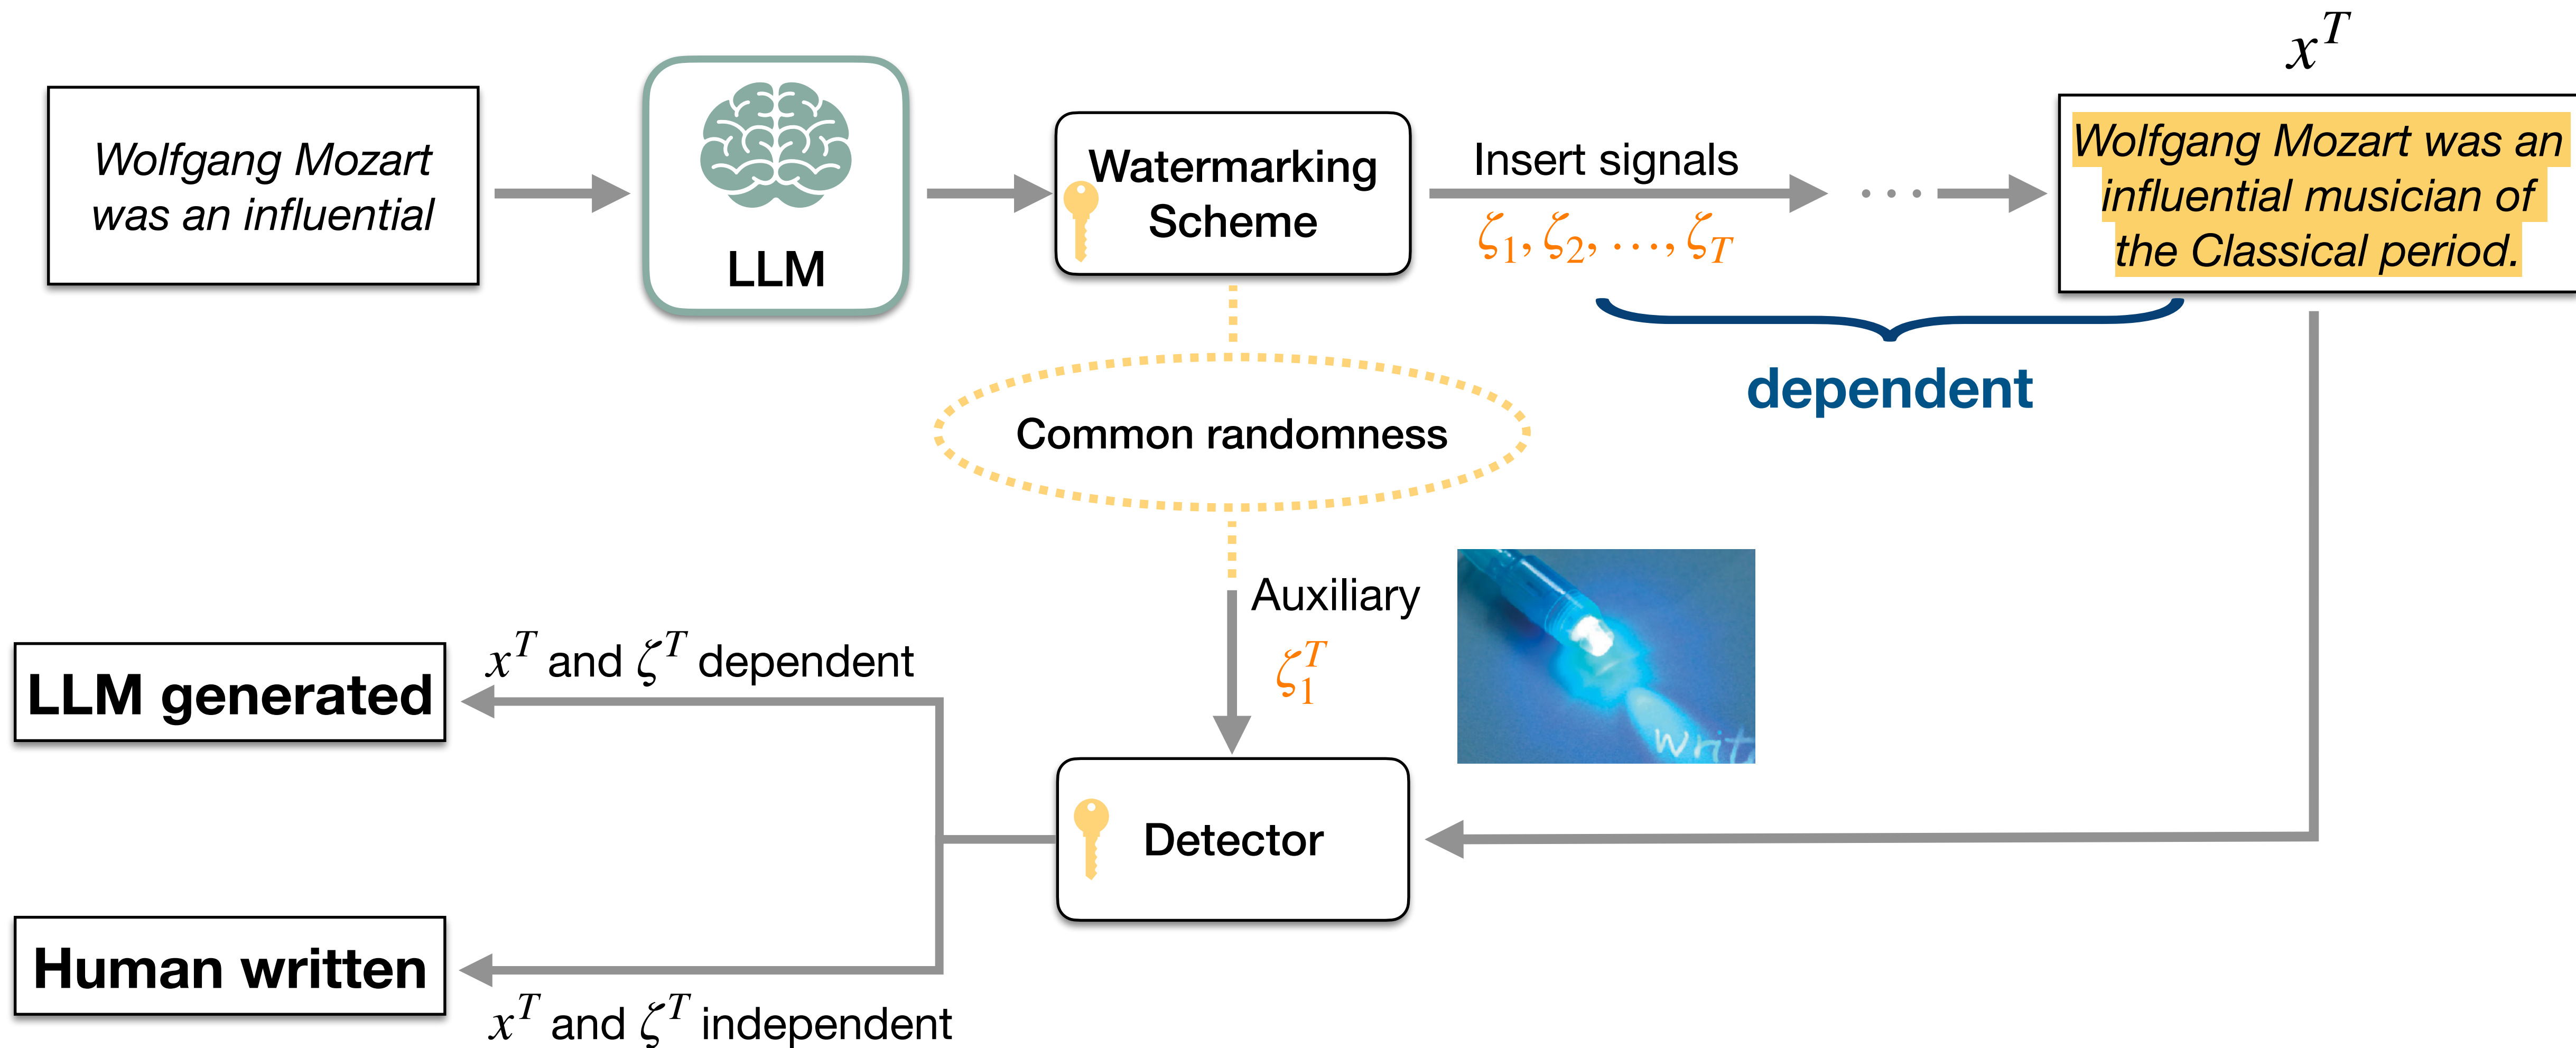 x^T
Wolfgang Mozart
was an influential
LLM
Watermarking
Scheme
Insert signals
ζ₁, ζ₂, …, ζ_T
...
Wolfgang Mozart was an
influential musician of
the Classical period.
dependent
Common randomness
Auxiliary
ζ₁^T
x^T and ζ^T dependent
LLM generated
Detector
Human written
x^T and ζ^T independent